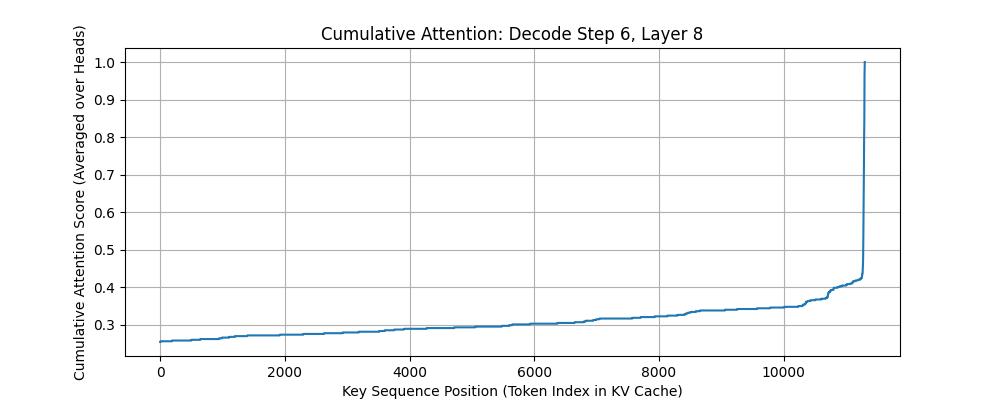 Cumulative Attention: Decode Step 6, Layer 8
Cumulative Attention Score (Averaged over Heads)
1.0
0.9
0.8
0.7
0.6
0.5
0.4
0.3
0 2000 4000 6000 8000 10000
Key Sequence Position (Token Index in KV Cache)